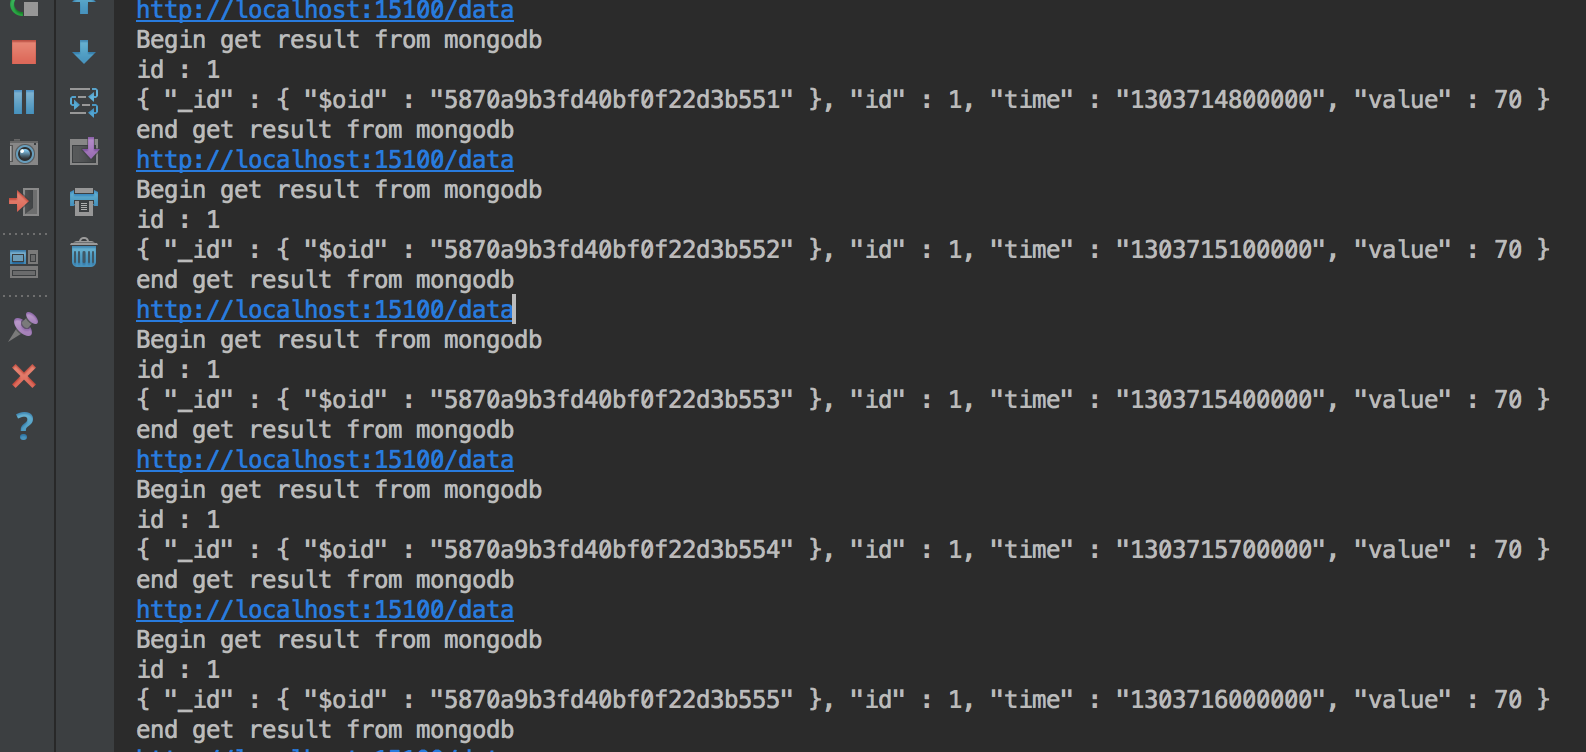 http://localhost:15100/data
Begin get result from mongodb
id : 1
{ "_id" : { "$oid" : "5870a9b3fd40bf0f22d3b551" }, "id" : 1, "time" : "1303714800000", "value" : 70 }
end get result from mongodb
http://localhost:15100/data
Begin get result from mongodb
id : 1
{ "_id" : { "$oid" : "5870a9b3fd40bf0f22d3b552" }, "id" : 1, "time" : "1303715100000", "value" : 70 }
end get result from mongodb
http://localhost:15100/data
Begin get result from mongodb
id : 1
{ "_id" : { "$oid" : "5870a9b3fd40bf0f22d3b553" }, "id" : 1, "time" : "1303715400000", "value" : 70 }
end get result from mongodb
http://localhost:15100/data
Begin get result from mongodb
id : 1
{ "_id" : { "$oid" : "5870a9b3fd40bf0f22d3b554" }, "id" : 1, "time" : "1303715700000", "value" : 70 }
end get result from mongodb
http://localhost:15100/data
Begin get result from mongodb
id : 1
{ "_id" : { "$oid" : "5870a9b3fd40bf0f22d3b555" }, "id" : 1, "time" : "1303716000000", "value" : 70 }
end get result from mongodb